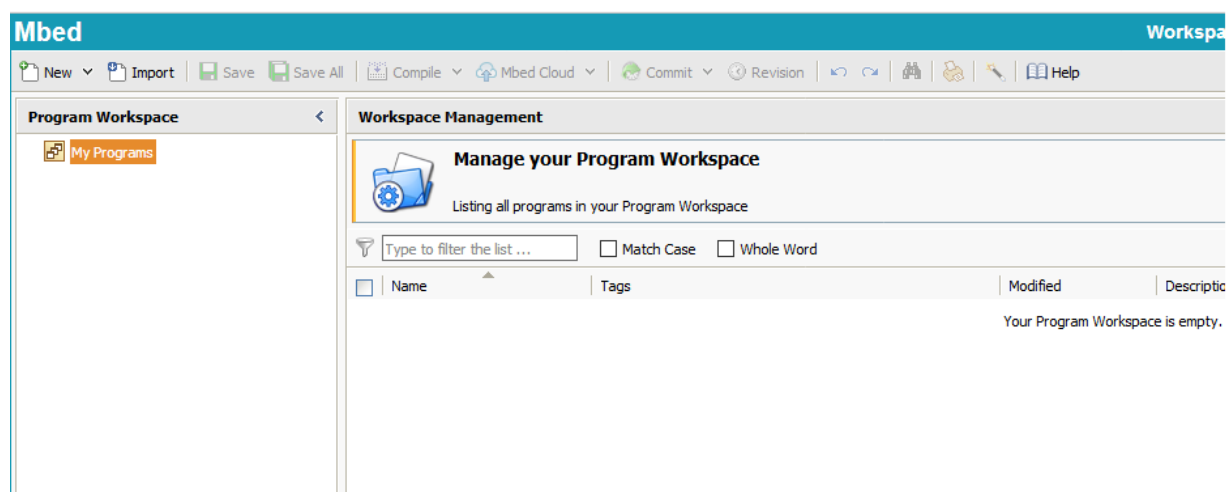 Mbed Workspa
New Import Save Save All Compile Mbed Cloud Commit Revision Help
Program Workspace
My Programs
Workspace Management
Manage your Program Workspace
Listing all programs in your Program Workspace
Type to filter the list ... Match Case Whole Word
Name Tags Modified Descriptio
Your Program Workspace is empty.